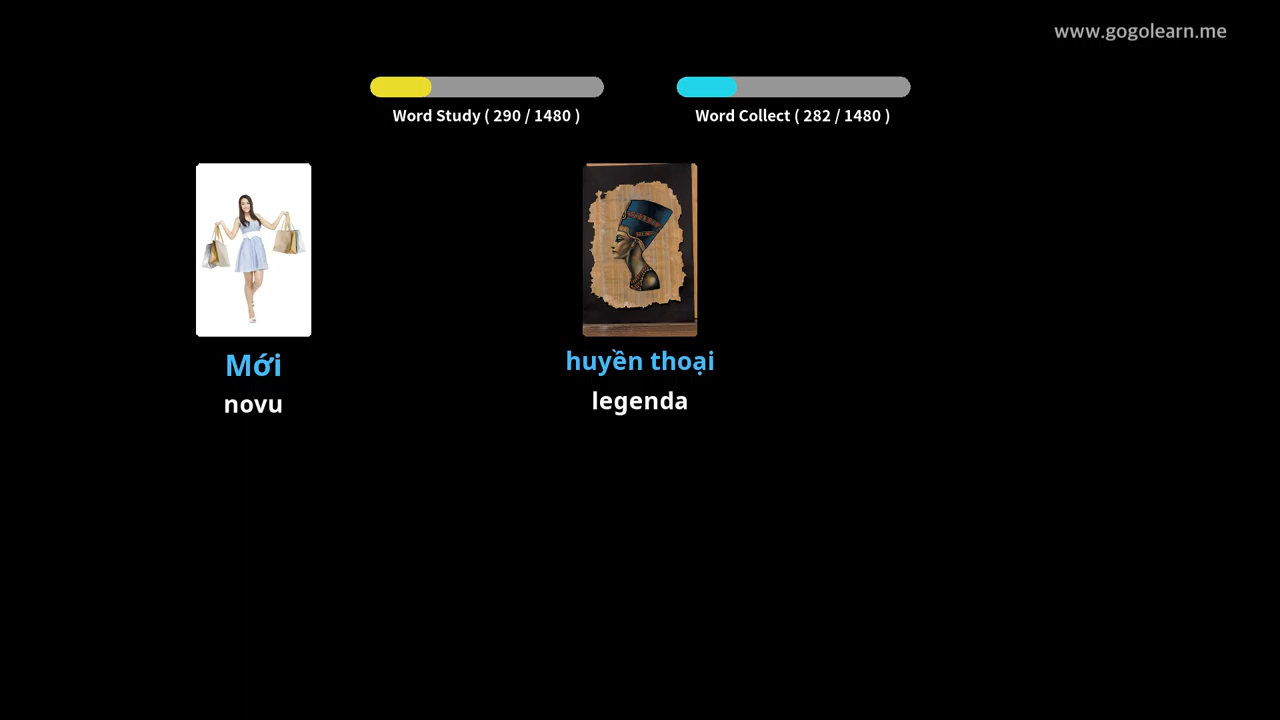 www.gogolearn.me
Word Study ( 290 / 1480 )
Word Collect ( 282 / 1480 )
Mới
novu
huyền thoại
legenda